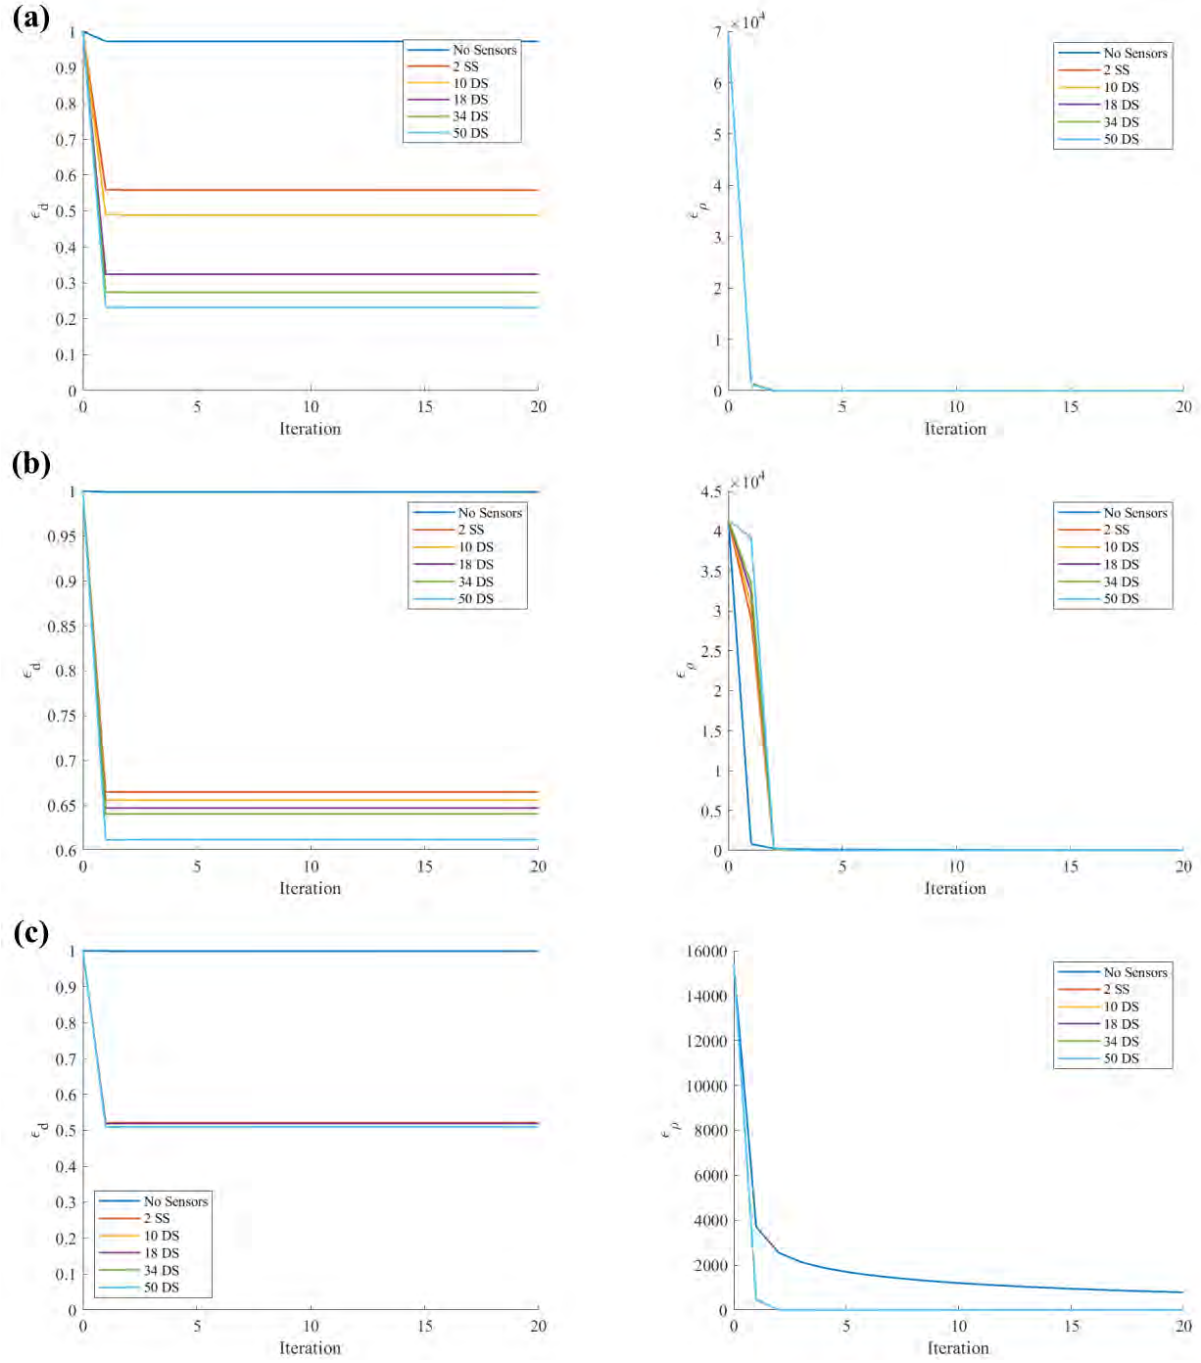 (a)
1
0.9
0.8
0.7
0.6
0.5
0.4
0.3
0.2
0.1
0
ϵd
0 5 10 15 20
Iteration
No Sensors
2 SS
10 DS
18 DS
34 DS
50 DS
×10⁴
7
6
5
4
3
2
1
0
ϵρ
0 5 10 15 20
Iteration
No Sensors
2 SS
10 DS
18 DS
34 DS
50 DS
(b)
1
0.95
0.9
0.85
0.8
0.75
0.7
0.65
0.6
ϵd
0 5 10 15 20
Iteration
No Sensors
2 SS
10 DS
18 DS
34 DS
50 DS
×10⁴
4.5
4
3.5
3
2.5
2
1.5
1
0.5
0
ϵρ
0 5 10 15 20
Iteration
No Sensors
2 SS
10 DS
18 DS
34 DS
50 DS
(c)
1
0.9
0.8
0.7
0.6
0.5
0.4
0.3
0.2
0.1
0
ϵd
0 5 10 15 20
Iteration
No Sensors
2 SS
10 DS
18 DS
34 DS
50 DS
16000
14000
12000
10000
8000
6000
4000
2000
0
ϵρ
0 5 10 15 20
Iteration
No Sensors
2 SS
10 DS
18 DS
34 DS
50 DS